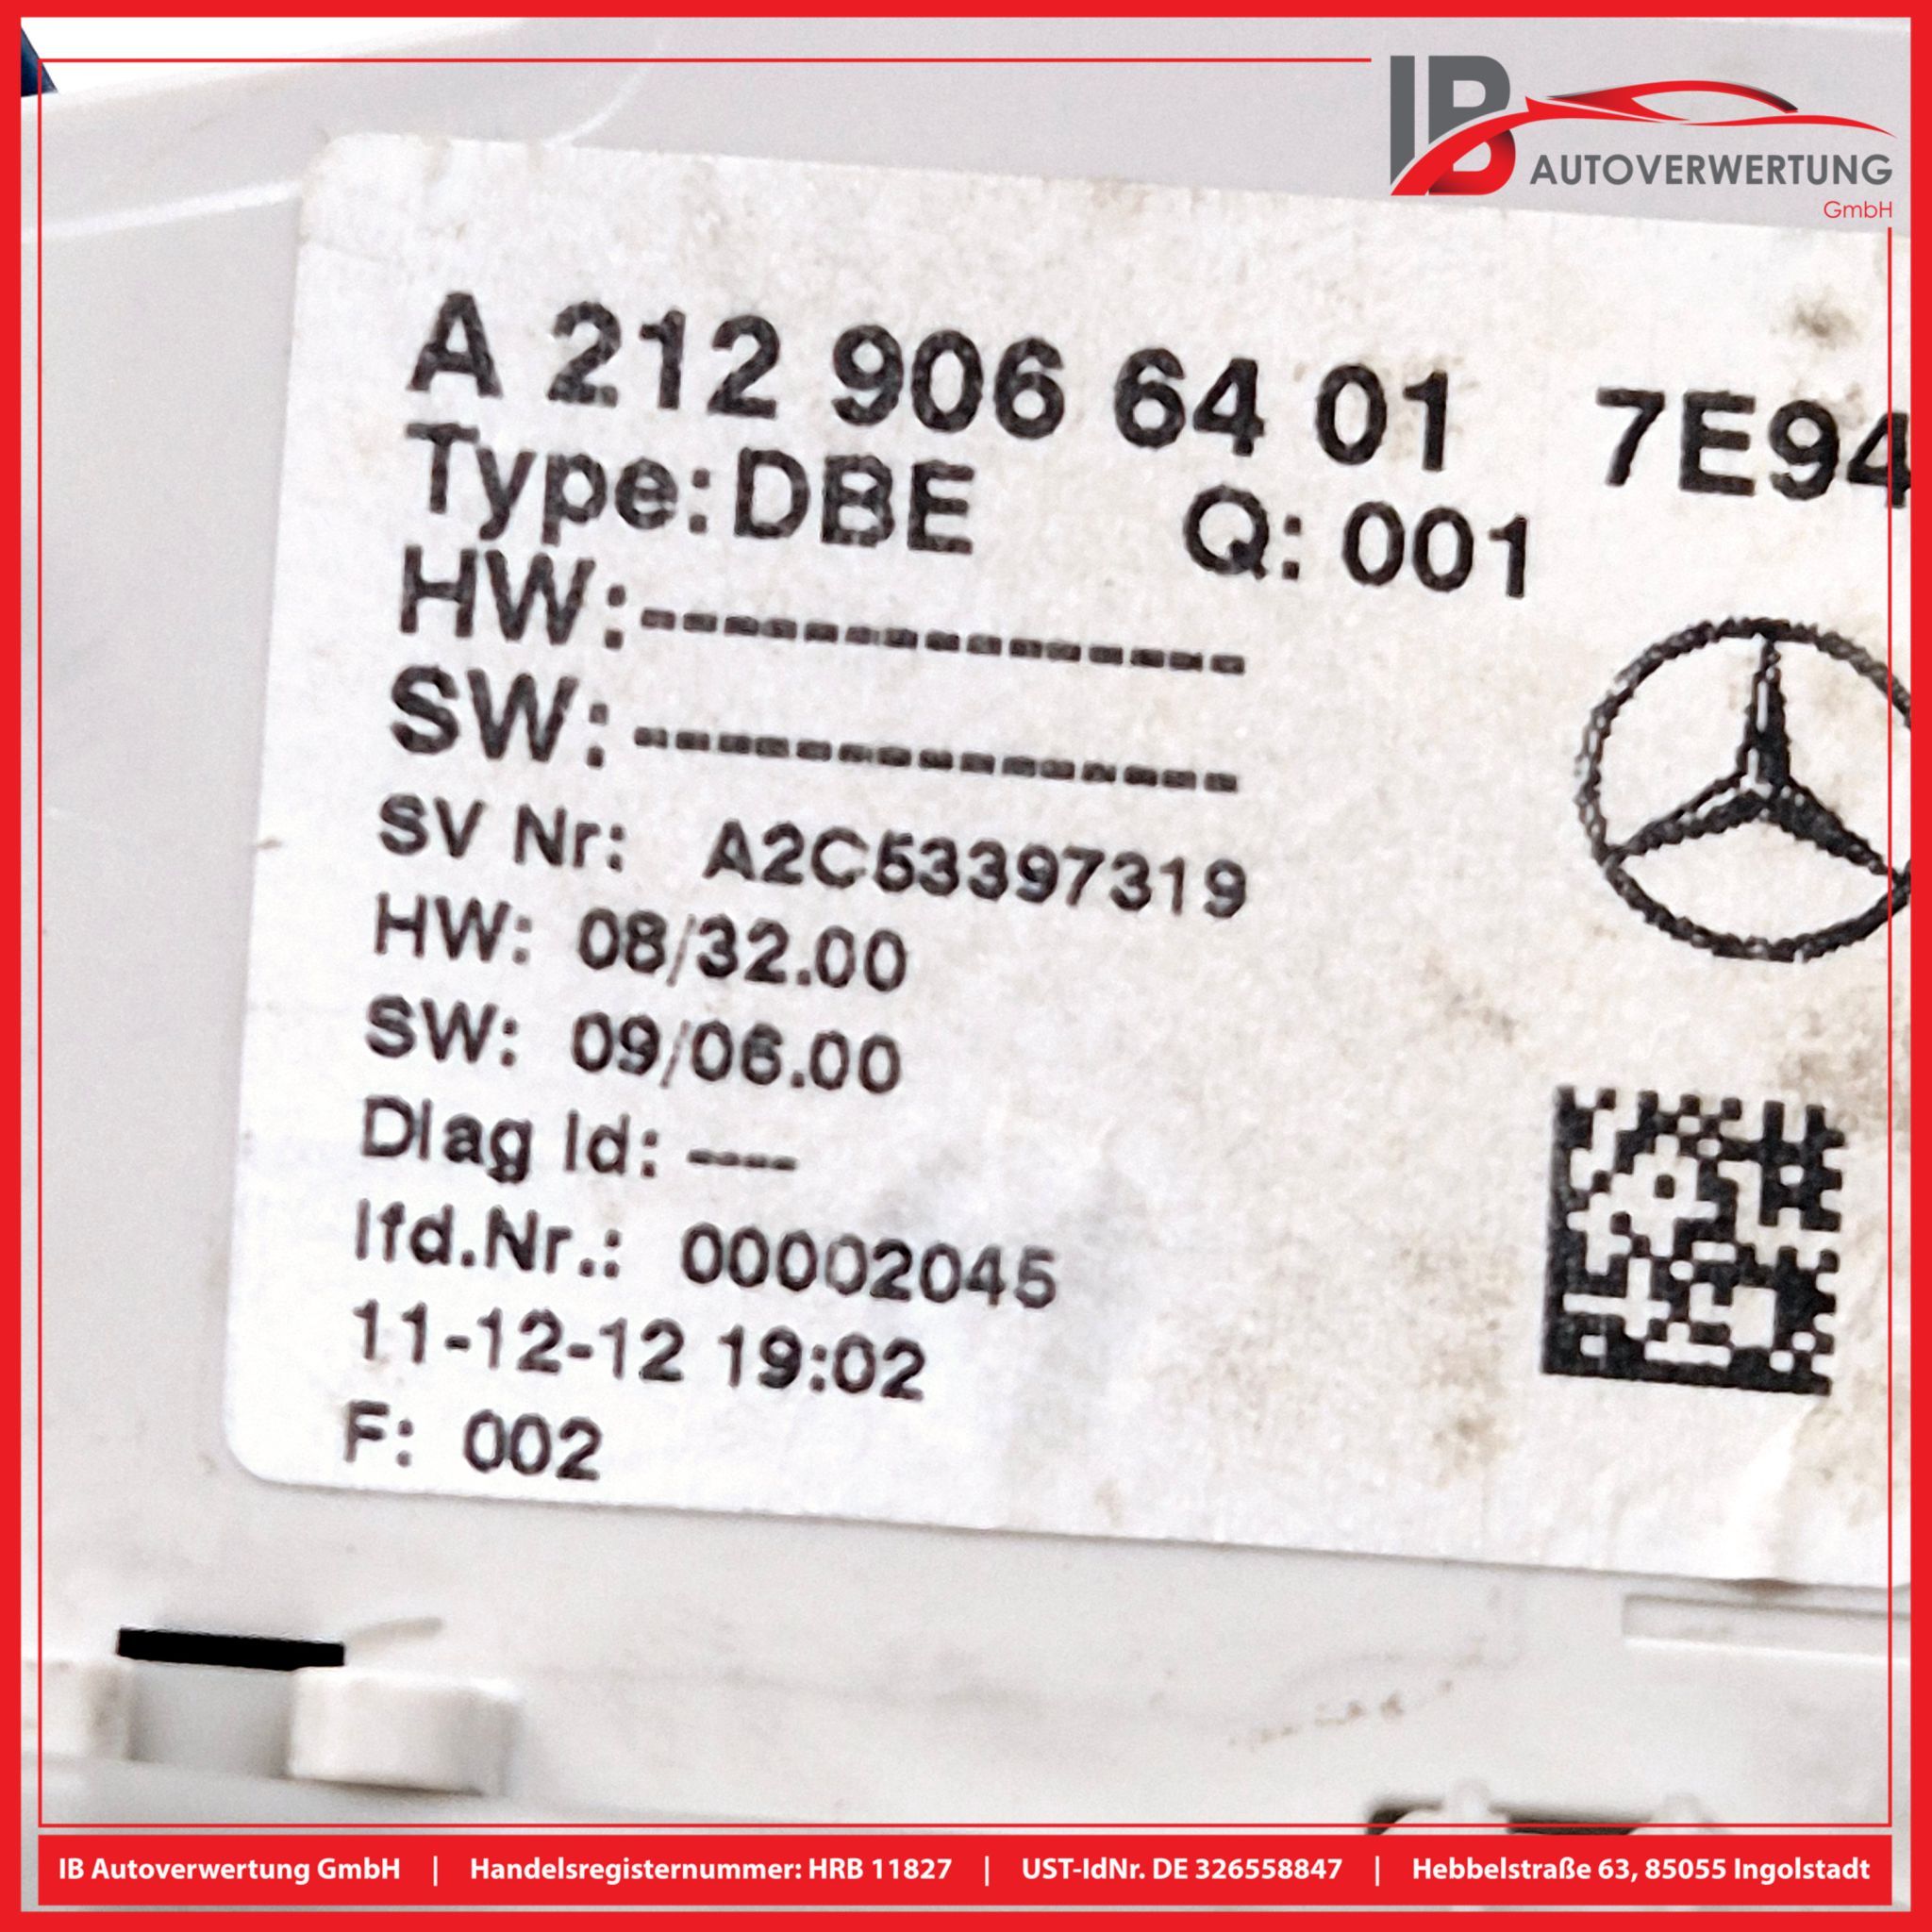 IB
AUTOVERWERTUNG
GmbH
A 212 906 64 01 7E94
Type: DBE Q: 001
HW: ---------------
SW: ---------------
SV Nr: A2C53397319
HW: 08/32.00
SW: 09/06.00
Diag Id: ----
lfd.Nr.: 00002045
11-12-12 19:02
F: 002
IB Autoverwertung GmbH | Handelsregisternummer: HRB 11827 | UST-IdNr. DE 326558847 | Hebbelstraße 63, 85055 Ingolstadt